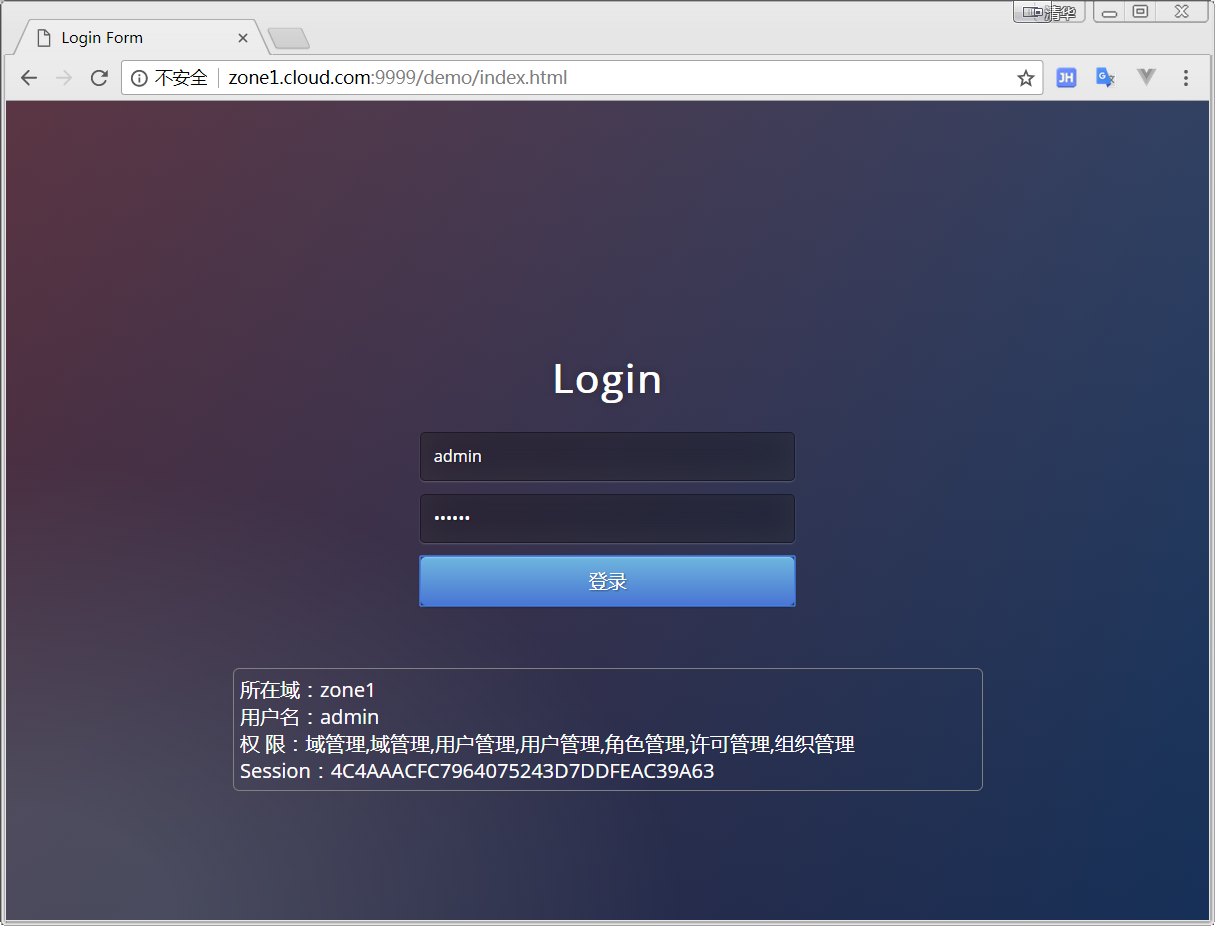 清华
Login Form
不安全 zone1.cloud.com:9999/demo/index.html
JH
Login
admin
••••••
登录
所在域：zone1
用户名：admin
权 限：域管理,域管理,用户管理,用户管理,角色管理,许可管理,组织管理
Session：4C4AAACFC7964075243D7DDFEAC39A63